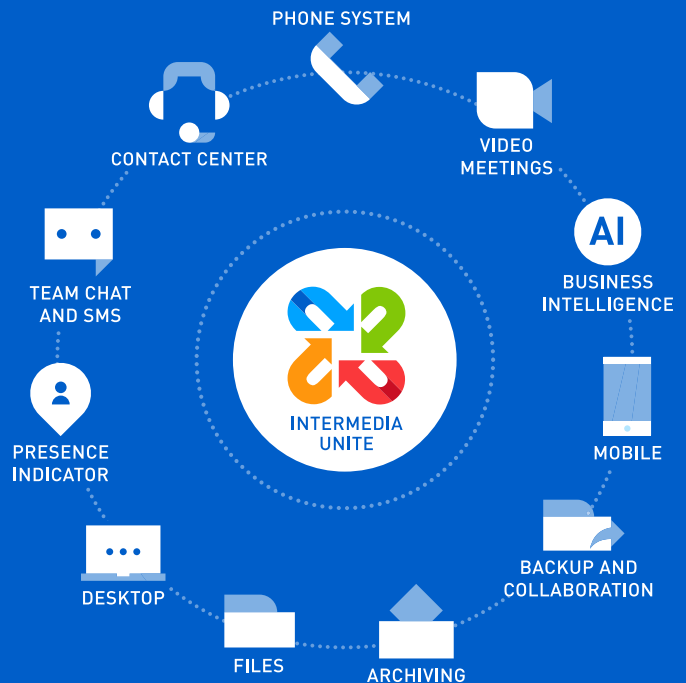 PHONE SYSTEM
CONTACT CENTER
VIDEO
MEETINGS
AI
BUSINESS
INTELLIGENCE
TEAM CHAT
AND SMS
INTERMEDIA
UNITE
PRESENCE
INDICATOR
MOBILE
DESKTOP
BACKUP AND
COLLABORATION
FILES
ARCHIVING